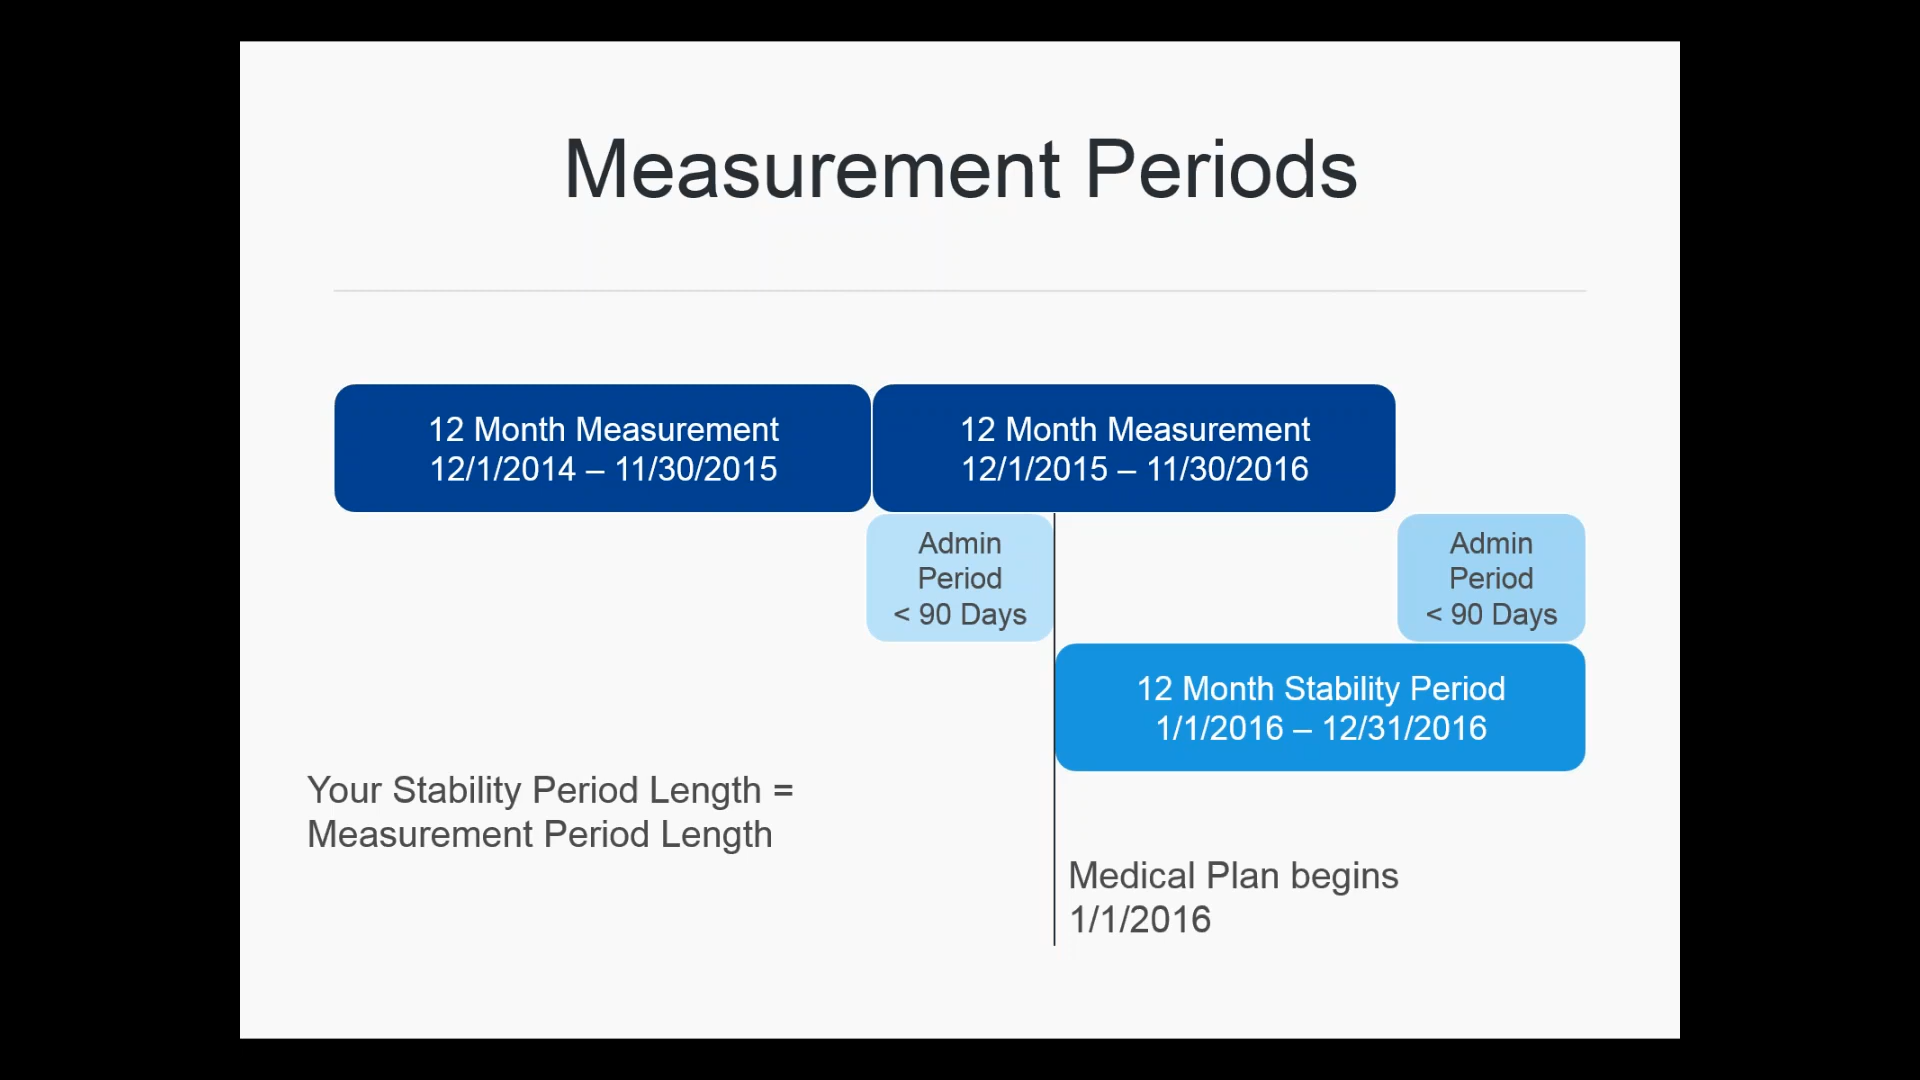 Measurement Periods
12 Month Measurement
12/1/2014 – 11/30/2015
12 Month Measurement
12/1/2015 – 11/30/2016
Admin
Period
< 90 Days
Admin
Period
< 90 Days
12 Month Stability Period
1/1/2016 – 12/31/2016
Your Stability Period Length =
Measurement Period Length
Medical Plan begins
1/1/2016